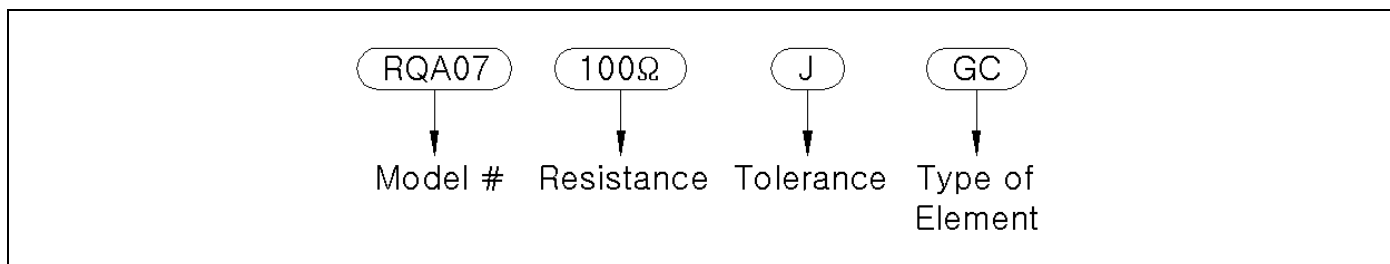 RQA07 100Ω J GC
Model # Resistance Tolerance Type of
Element